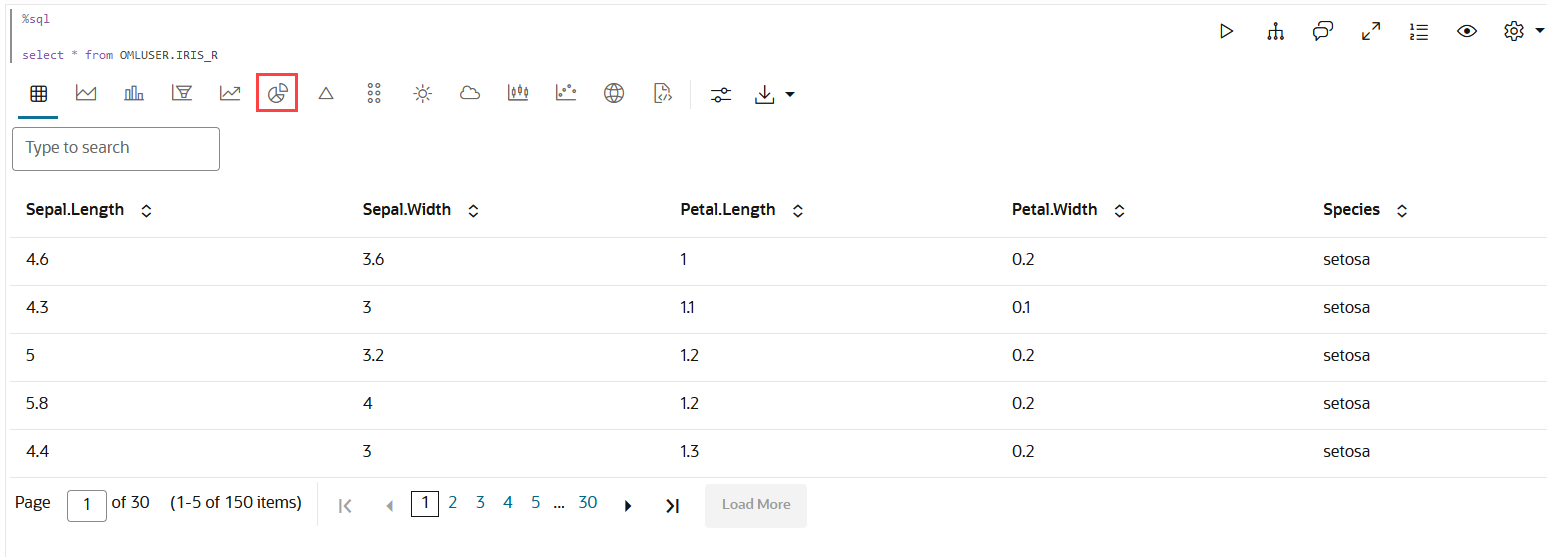 %sql
select * from OMLUSER.IRIS_R
Type to search
Sepal.Length Sepal.Width Petal.Length Petal.Width Species
4.6 3.6 1 0.2 setosa
4.3 3 1.1 0.1 setosa
5 3.2 1.2 0.2 setosa
5.8 4 1.2 0.2 setosa
4.4 3 1.3 0.2 setosa
Page 1 of 30 (1-5 of 150 items) 1 2 3 4 5 ... 30 Load More